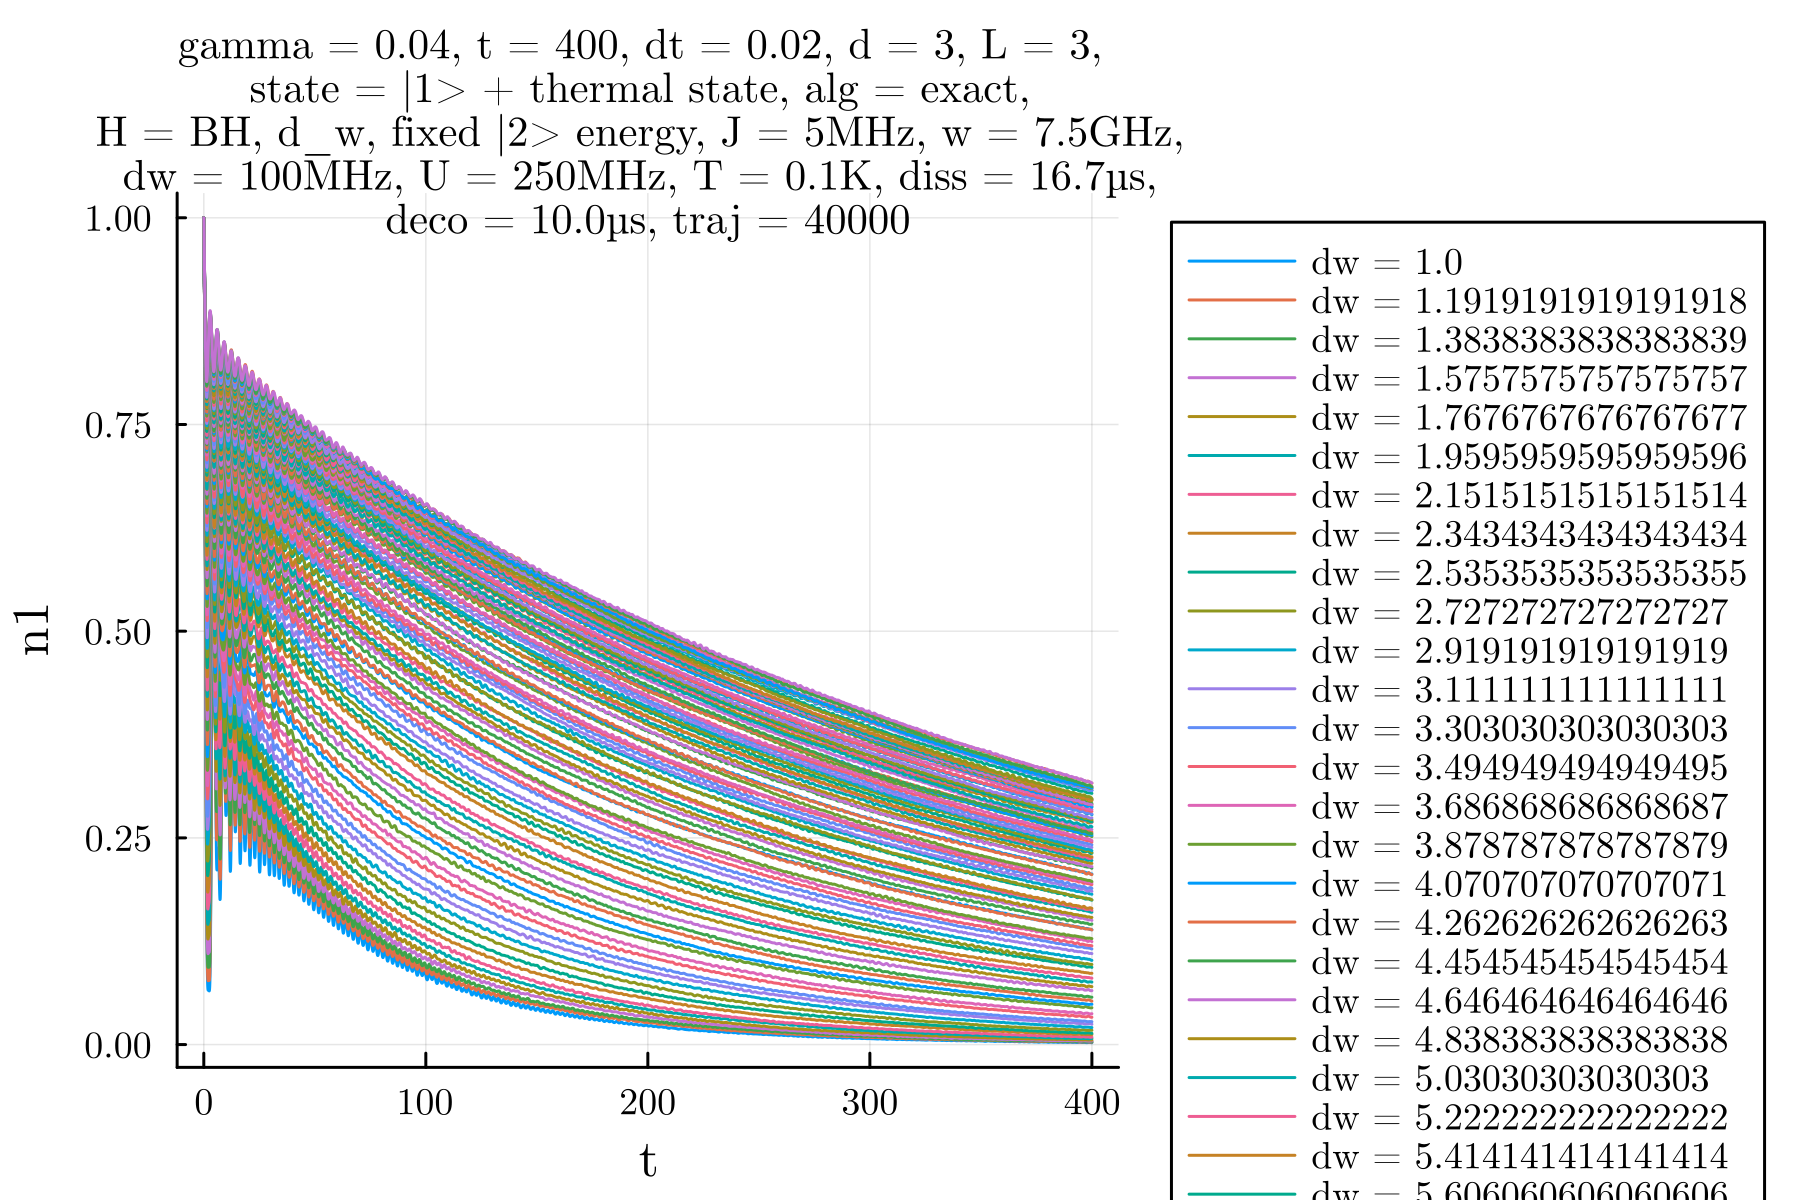 gamma = 0.04, t = 400, dt = 0.02, d = 3, L = 3,
state = |1> + thermal state, alg = exact,
H = BH, d_w, fixed |2> energy, J = 5MHz, w = 7.5GHz,
dw = 100MHz, U = 250MHz, T = 0.1K, diss = 16.7µs,
deco = 10.0µs, traj = 40000
n1
1.00
0.75
0.50
0.25
0.00
0
100
200
300
400
t
dw = 1.0
dw = 1.1919191919191918
dw = 1.3838383838383839
dw = 1.5757575757575757
dw = 1.7676767676767677
dw = 1.9595959595959596
dw = 2.1515151515151514
dw = 2.3434343434343434
dw = 2.5353535353535355
dw = 2.727272727272727
dw = 2.919191919191919
dw = 3.111111111111111
dw = 3.303030303030303
dw = 3.494949494949495
dw = 3.686868686868687
dw = 3.878787878787879
dw = 4.070707070707071
dw = 4.262626262626263
dw = 4.454545454545454
dw = 4.646464646464646
dw = 4.838383838383838
dw = 5.03030303030303
dw = 5.222222222222222
dw = 5.414141414141414
dw = 5.606060606060606